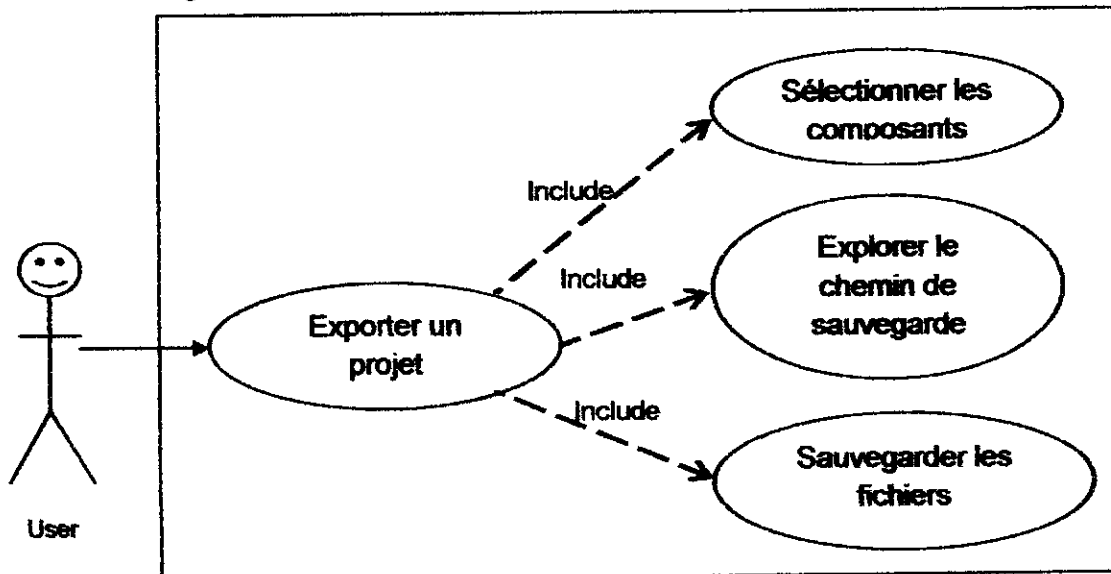 Sélectionner les
composants
Include
Explorer le
chemin de
sauvegarde
Include
Exporter un
projet
Include
Sauvegarder les
fichiers
User